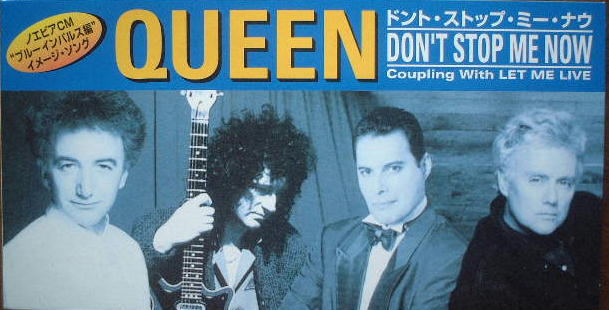 ノエビアCM
“ブルーインパルス編”
イメージ・ソング
QUEEN
ドント・ストップ・ミー・ナウ
DON'T STOP ME NOW
Coupling With LET ME LIVE